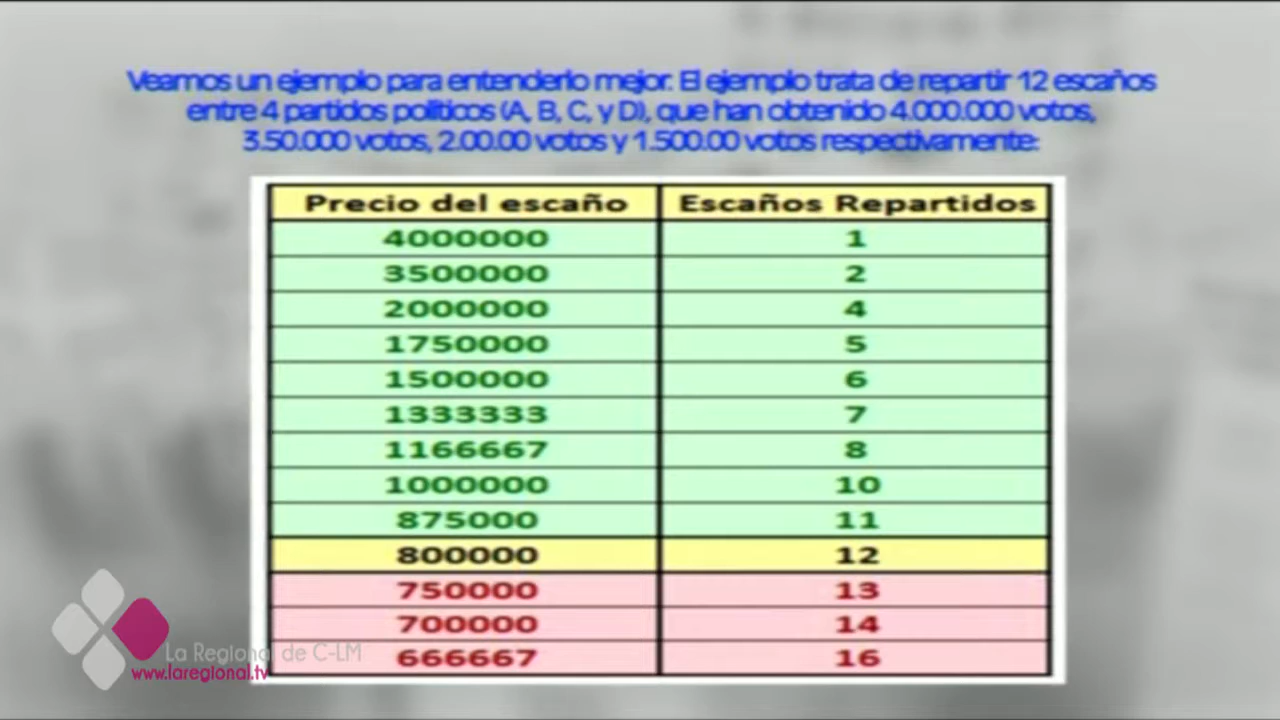 Veamos un ejemplo para entenderlo mejor. El ejemplo trata de repartir 12 escaños
entre 4 partidos políticos (A, B, C, y D), que han obtenido 4.000.000 votos,
3.50.000 votos, 2.00.00 votos y 1.500.00 votos respectivamente:
Precio del escaño Escaños Repartidos
4000000 1
3500000 2
2000000 4
1750000 5
1500000 6
1333333 7
1166667 8
1000000 10
875000 11
800000 12
750000 13
700000 14
666667 16
La Regional de C-LM
www.laregional.tv